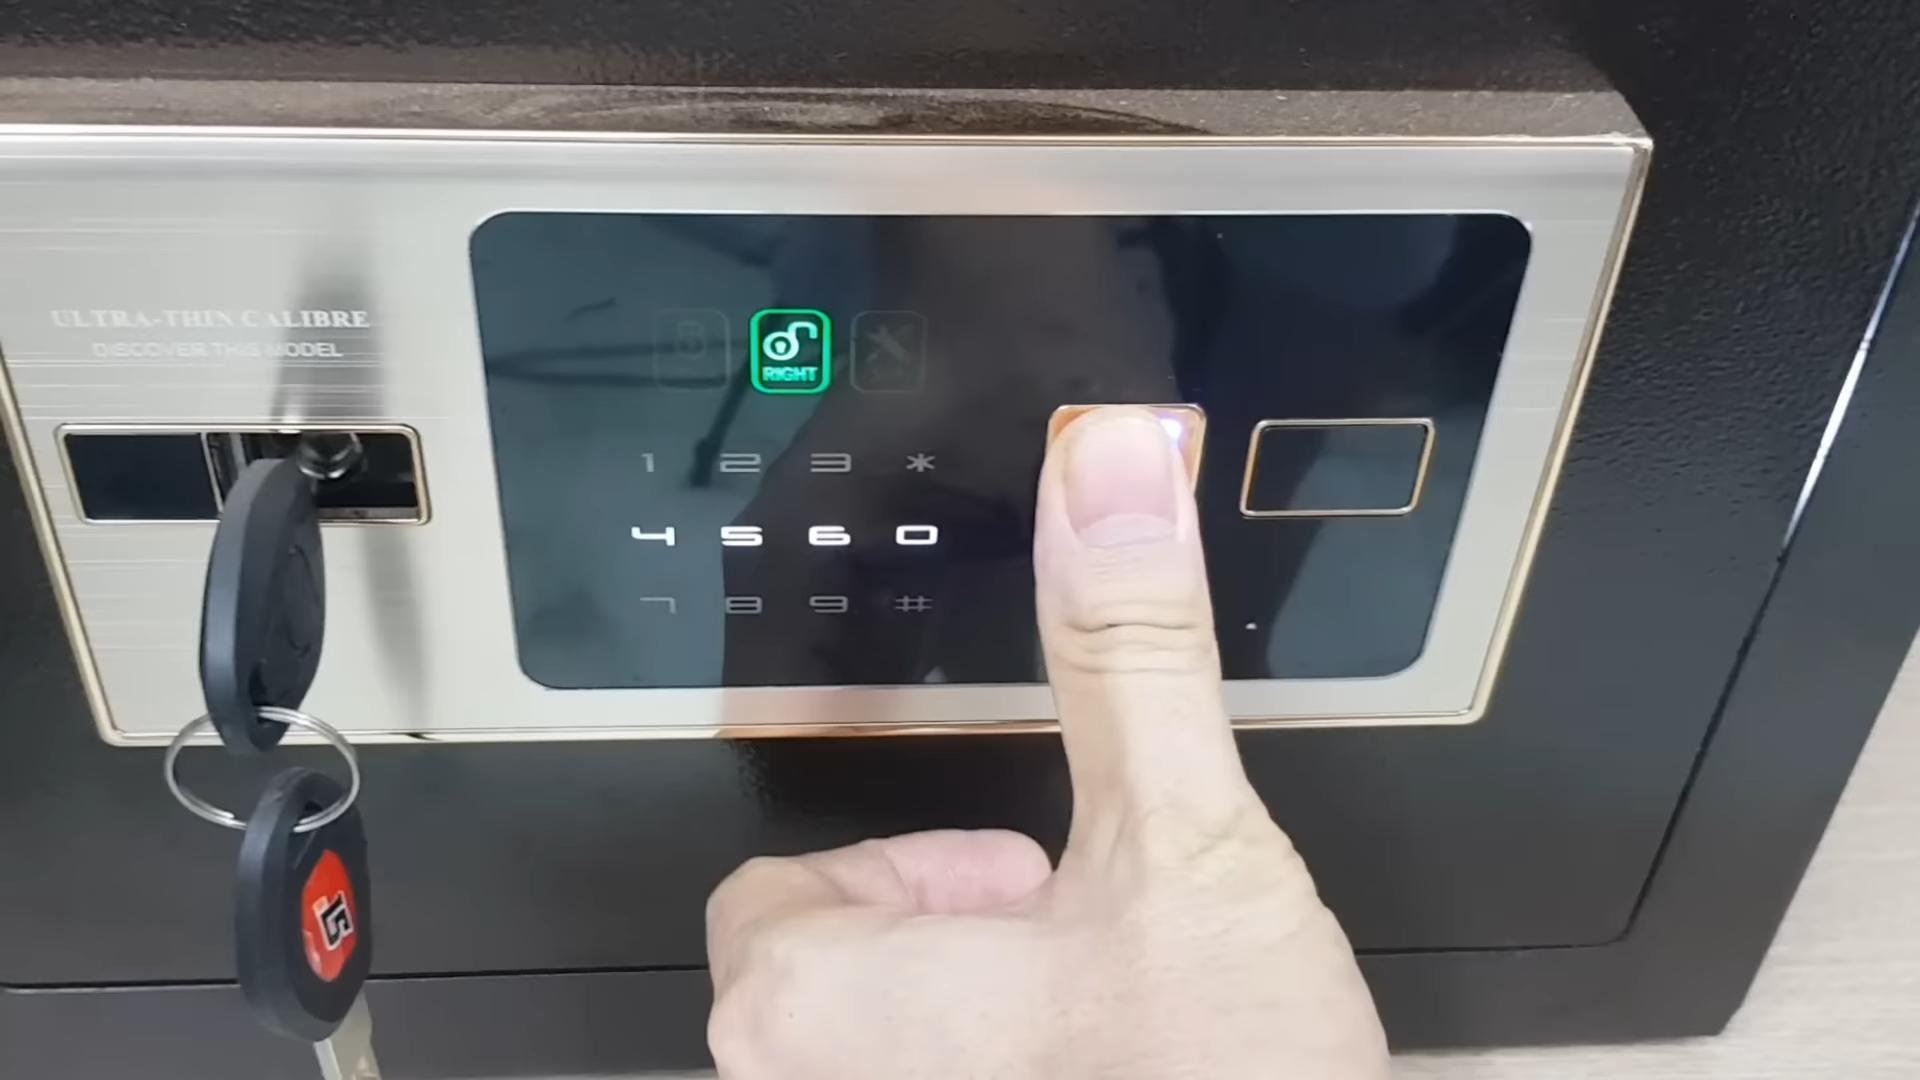 ULTRA-THIN CALIBRE
DISCOVER THIS MODEL
RIGHT
1 2 3 *
4 5 6 0
7 8 9 #